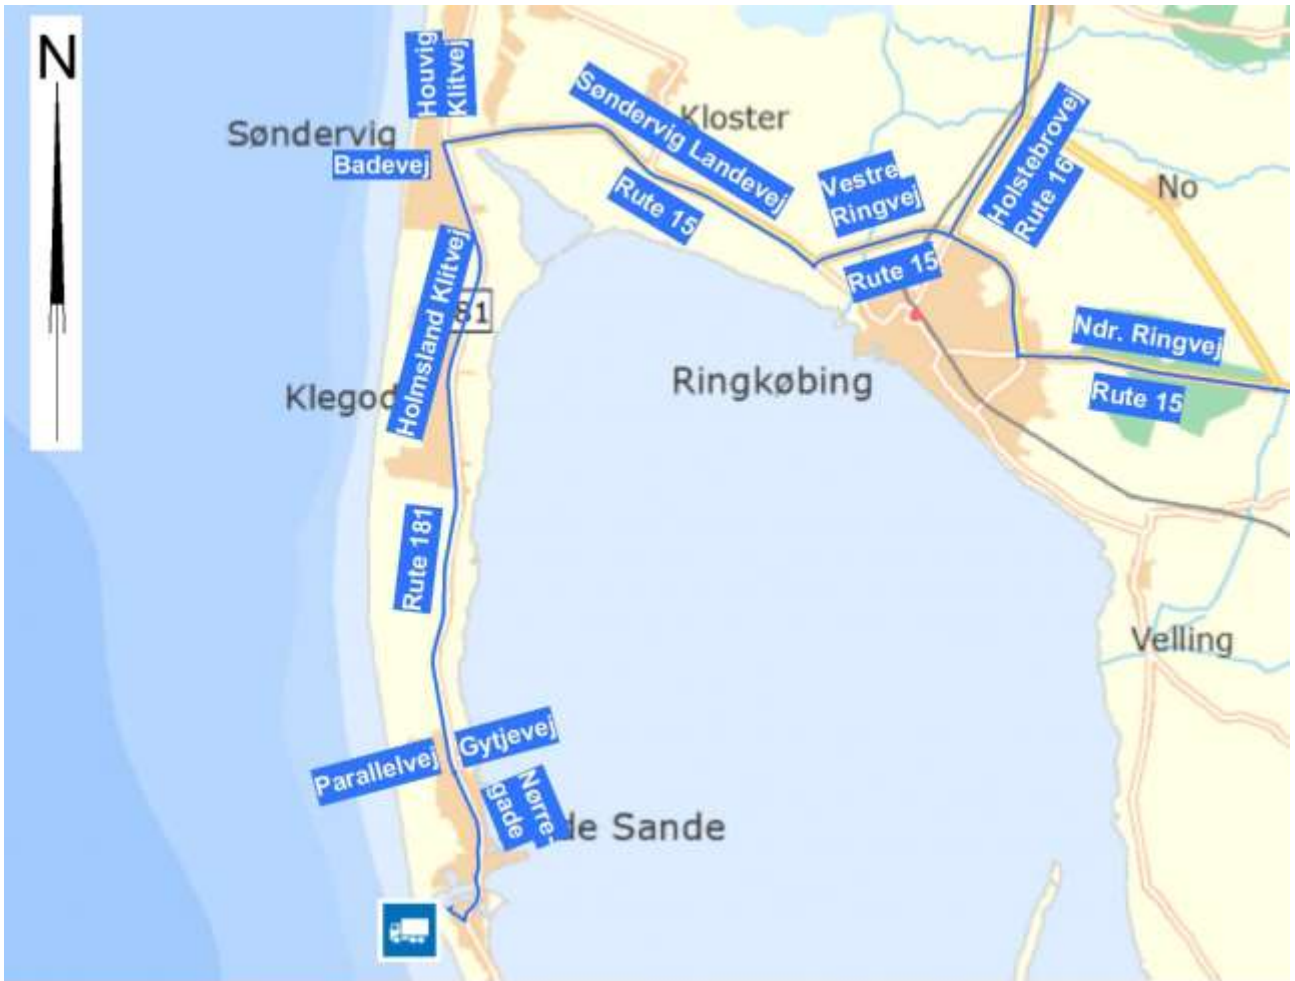 N
Houvig
Klitvej
Søndervig
Badevej
Søndervig Landevej
Kloster
Rute 15
Vestre
Ringvej
Rute 15
Holstebrovej
Rute 16
No
Holmsland Klitvej
81
Klegod
Ringkøbing
Ndr. Ringvej
Rute 15
Rute 181
Velling
Parallelvej
Gytjevej
Nørre-
gade
de Sande